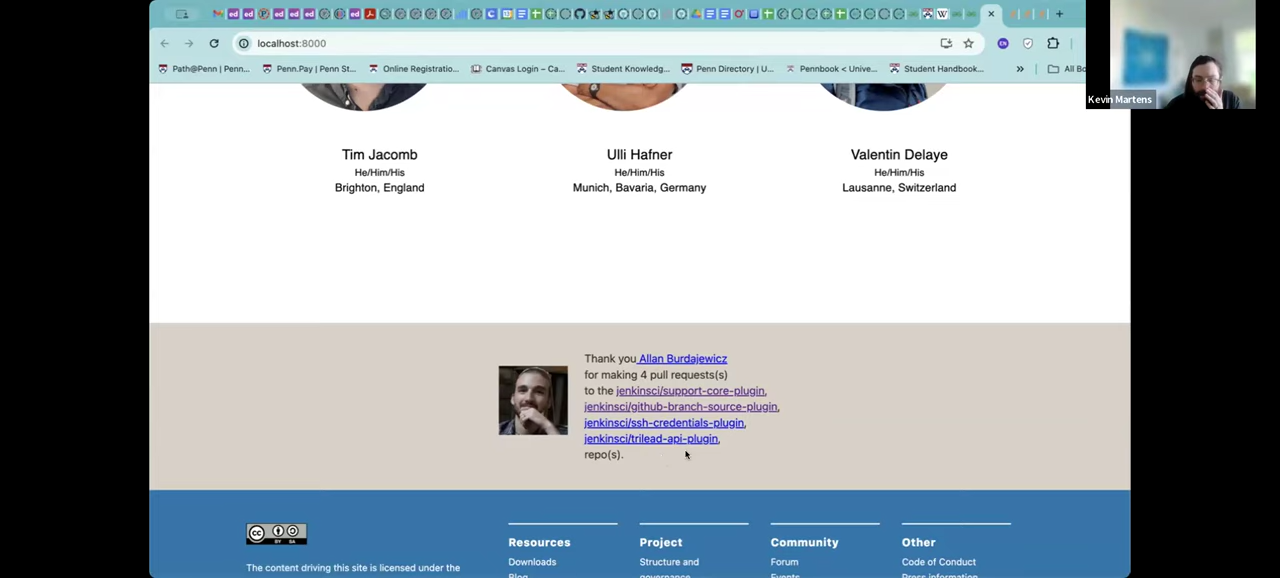 localhost:8000
Path@Penn | Penn...
Penn.Pay | Penn St...
Online Registratio...
Canvas Login – Ca...
Student Knowledg...
Penn Directory | U...
Pennbook < Unive...
Student Handbook...
»
All Bo
Kevin Martens
Tim Jacomb
He/Him/His
Brighton, England
Ulli Hafner
He/Him/His
Munich, Bavaria, Germany
Valentin Delaye
He/Him/His
Lausanne, Switzerland
Thank you Allan Burdajewicz
for making 4 pull requests(s)
to the jenkinsci/support-core-plugin,
jenkinsci/github-branch-source-plugin,
jenkinsci/ssh-credentials-plugin,
jenkinsci/trilead-api-plugin,
repo(s).
The content driving this site is licensed under the
Resources
Downloads
Blog
Project
Structure and
governance
Community
Forum
Events
Other
Code of Conduct
Press information